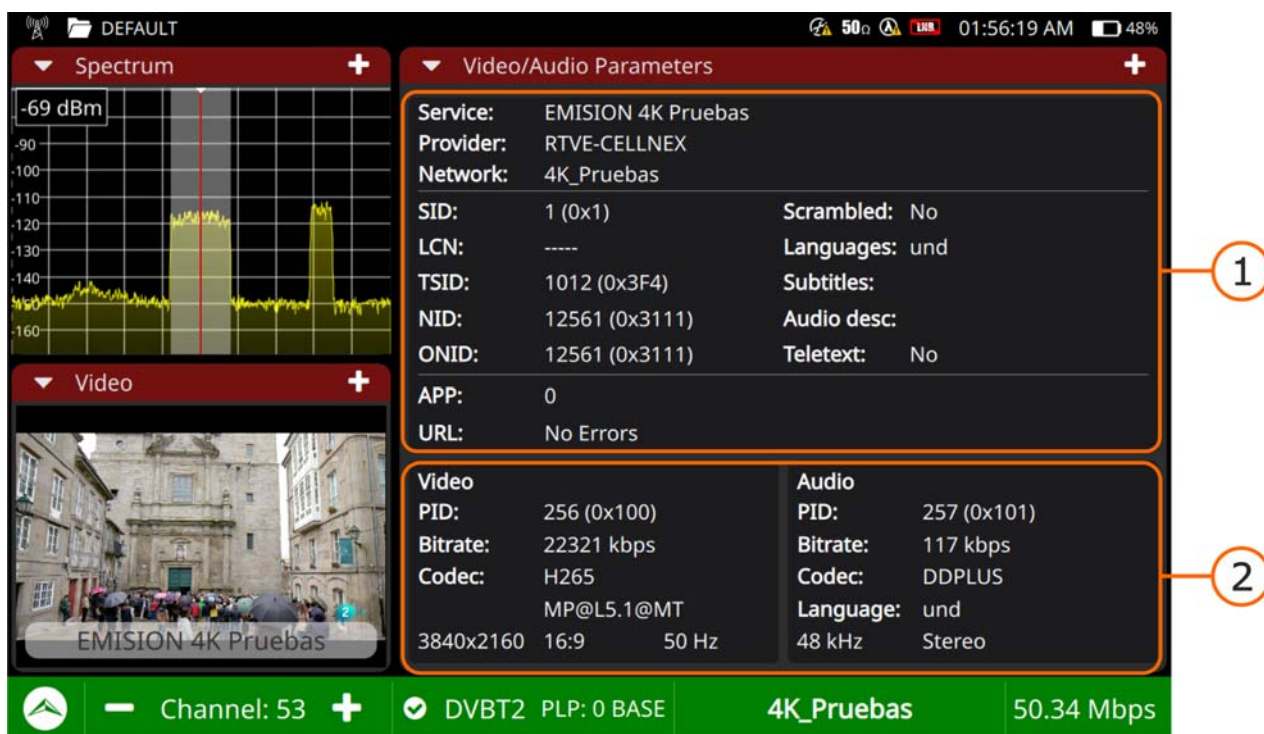 DEFAULT 50Ω LNB 01:56:19 AM 48%
Spectrum
-69 dBm
-90
-100
-110
-120
-130
-140
-150
-160
Video
2
EMISION 4K Pruebas
Video/Audio Parameters
Service: EMISION 4K Pruebas
Provider: RTVE-CELLNEX
Network: 4K_Pruebas
SID: 1 (0x1) Scrambled: No
LCN: ----- Languages: und
TSID: 1012 (0x3F4) Subtitles:
NID: 12561 (0x3111) Audio desc:
ONID: 12561 (0x3111) Teletext: No
APP: 0
URL: No Errors
1
Video
PID: 256 (0x100)
Bitrate: 22321 kbps
Codec: H265
MP@L5.1@MT
3840x2160 16:9 50 Hz
Audio
PID: 257 (0x101)
Bitrate: 117 kbps
Codec: DDPLUS
Language: und
48 kHz Stereo
2
Channel: 53 DVBT2 PLP: 0 BASE 4K_Pruebas 50.34 Mbps